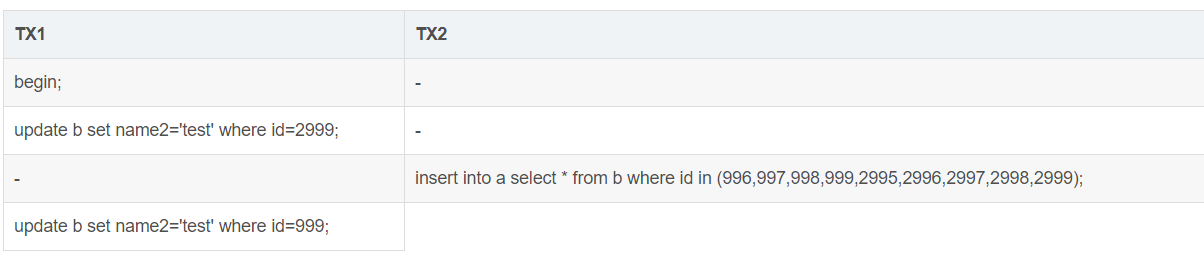 TX1 TX2
begin; -
update b set name2='test' where id=2999; -
- insert into a select * from b where id in (996,997,998,999,2995,2996,2997,2998,2999);
update b set name2='test' where id=999;